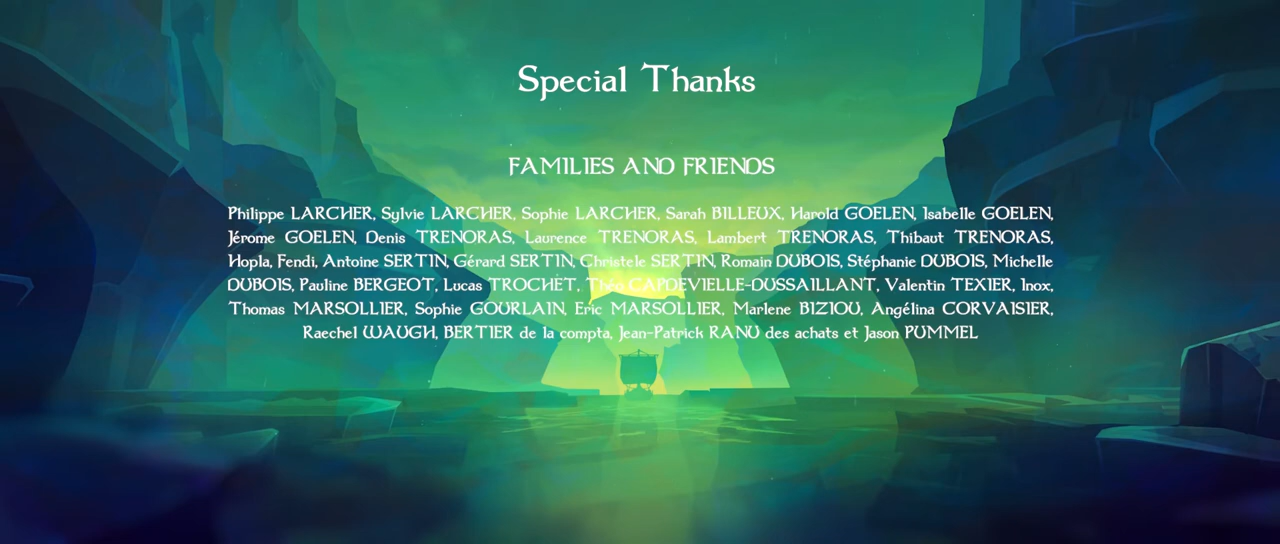 Special Thanks
FAMILIES AND FRIENDS
Philippe LARCHER, Sylvie LARCHER, Sophie LARCHER, Sarah BILLEUX, Harold GOELEN, Isabelle GOELEN,
Jérome GOELEN, Denis TRENORAS, Laurence TRENORAS, Lambert TRENORAS, Thibaut TRENORAS,
Hopla, Fendi, Antoine SERTIN, Gérard SERTIN, Christele SERTIN, Romain DUBOIS, Stéphanie DUBOIS, Michelle
DUBOIS, Pauline BERGEOT, Lucas TROCHÈT, Théo CAPDEVIELLE-DUSSAILLANT, Valentin TEXIER, Inox,
Thomas MARSOLLIER, Sophie GOURLAIN, Eric MARSOLLIER, Marlene BIZIOU, Angélina CORVAISIER,
Raechel WAUGH, BERTIER de la compta, Jean-Patrick RANU des achats et Jason PUMMEL